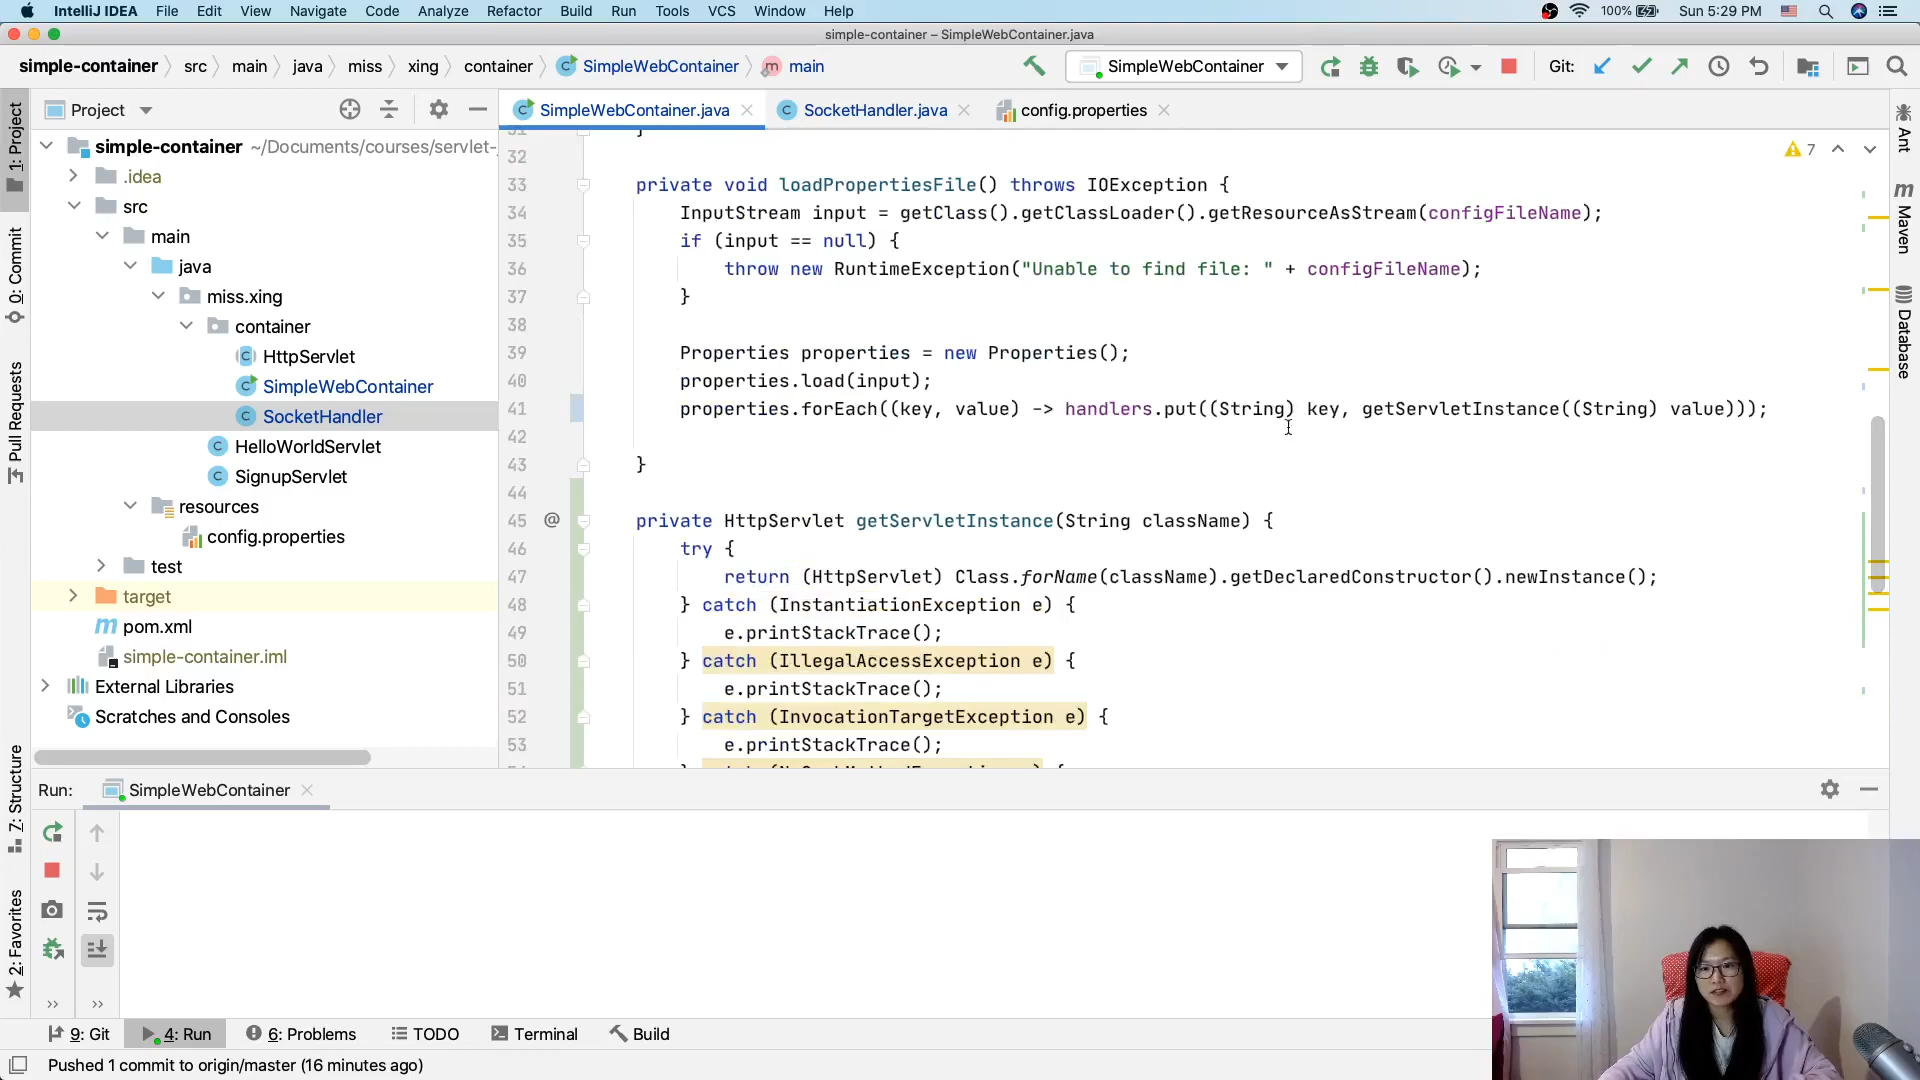 IntelliJ IDEA File Edit View Navigate Code Analyze Refactor Build Run Tools VCS Window Help 100% Sun 5:29 PM
simple-container – SimpleWebContainer.java
simple-container src main java miss xing container SimpleWebContainer main SimpleWebContainer Git:
Project SimpleWebContainer.java SocketHandler.java config.properties
simple-container ~/Documents/courses/servlet-
.idea
src
main
java
miss.xing
container
HttpServlet
SimpleWebContainer
SocketHandler
HelloWorldServlet
SignupServlet
resources
config.properties
test
target
pom.xml
simple-container.iml
External Libraries
Scratches and Consoles
1: Project
0: Commit
Pull Requests
7: Structure
2: Favorites
7
31 }
32
33 private void loadPropertiesFile() throws IOException {
34 InputStream input = getClass().getClassLoader().getResourceAsStream(configFileName);
35 if (input == null) {
36 throw new RuntimeException("Unable to find file: " + configFileName);
37 }
38
39 Properties properties = new Properties();
40 properties.load(input);
41 properties.forEach((key, value) -> handlers.put((String) key, getServletInstance((String) value)));
42
43 }
44
45 @ private HttpServlet getServletInstance(String className) {
46 try {
47 return (HttpServlet) Class.forName(className).getDeclaredConstructor().newInstance();
48 } catch (InstantiationException e) {
49 e.printStackTrace();
50 } catch (IllegalAccessException e) {
51 e.printStackTrace();
52 } catch (InvocationTargetException e) {
53 e.printStackTrace();
Ant
Maven
Database
Run: SimpleWebContainer
9: Git 4: Run 6: Problems TODO Terminal Build
Pushed 1 commit to origin/master (16 minutes ago)